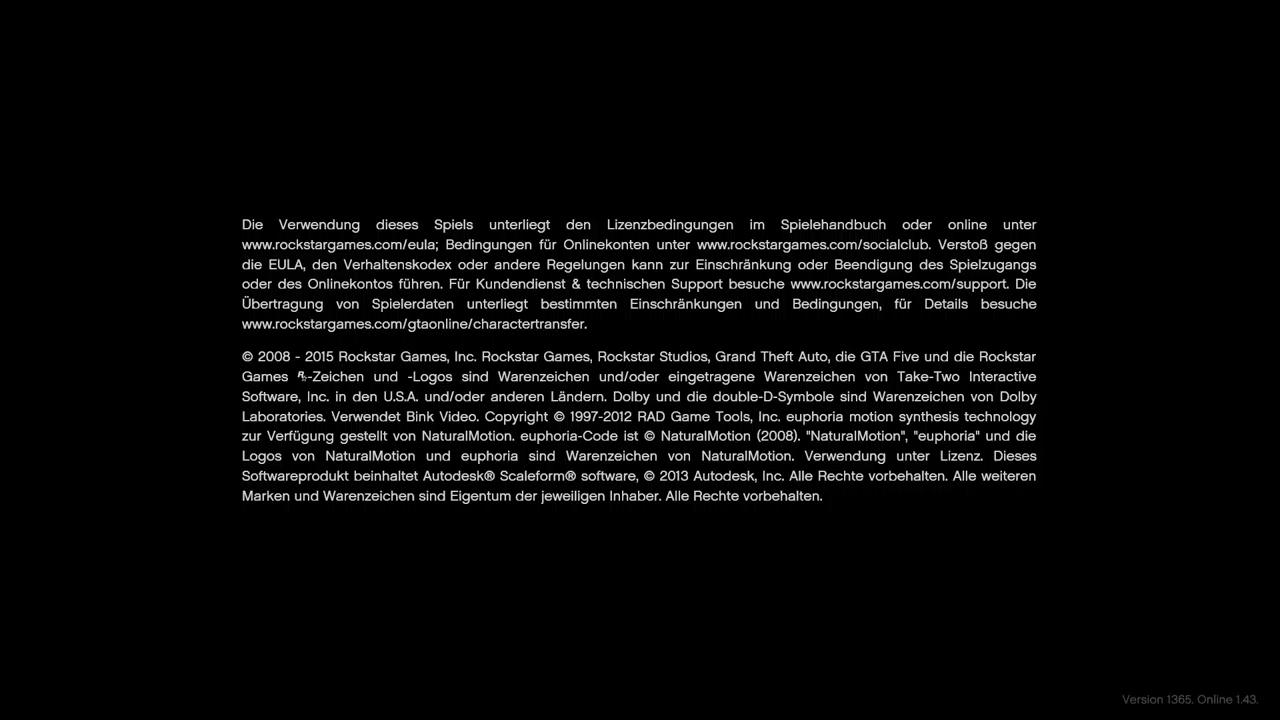 Die Verwendung dieses Spiels unterliegt den Lizenzbedingungen im Spielehandbuch oder online unter
www.rockstargames.com/eula; Bedingungen für Onlinekonten unter www.rockstargames.com/socialclub. Verstoß gegen
die EULA, den Verhaltenskodex oder andere Regelungen kann zur Einschränkung oder Beendigung des Spielzugangs
oder des Onlinekontos führen. Für Kundendienst & technischen Support besuche www.rockstargames.com/support. Die
Übertragung von Spielerdaten unterliegt bestimmten Einschränkungen und Bedingungen, für Details besuche
www.rockstargames.com/gtaonline/charactertransfer.
© 2008 - 2015 Rockstar Games, Inc. Rockstar Games, Rockstar Studios, Grand Theft Auto, die GTA Five und die Rockstar
Games R*-Zeichen und -Logos sind Warenzeichen und/oder eingetragene Warenzeichen von Take-Two Interactive
Software, Inc. in den U.S.A. und/oder anderen Ländern. Dolby und die double-D-Symbole sind Warenzeichen von Dolby
Laboratories. Verwendet Bink Video. Copyright © 1997-2012 RAD Game Tools, Inc. euphoria motion synthesis technology
zur Verfügung gestellt von NaturalMotion. euphoria-Code ist © NaturalMotion (2008). "NaturalMotion", "euphoria" und die
Logos von NaturalMotion und euphoria sind Warenzeichen von NaturalMotion. Verwendung unter Lizenz. Dieses
Softwareprodukt beinhaltet Autodesk® Scaleform® software, © 2013 Autodesk, Inc. Alle Rechte vorbehalten. Alle weiteren
Marken und Warenzeichen sind Eigentum der jeweiligen Inhaber. Alle Rechte vorbehalten.
Version 1365. Online 1.43.